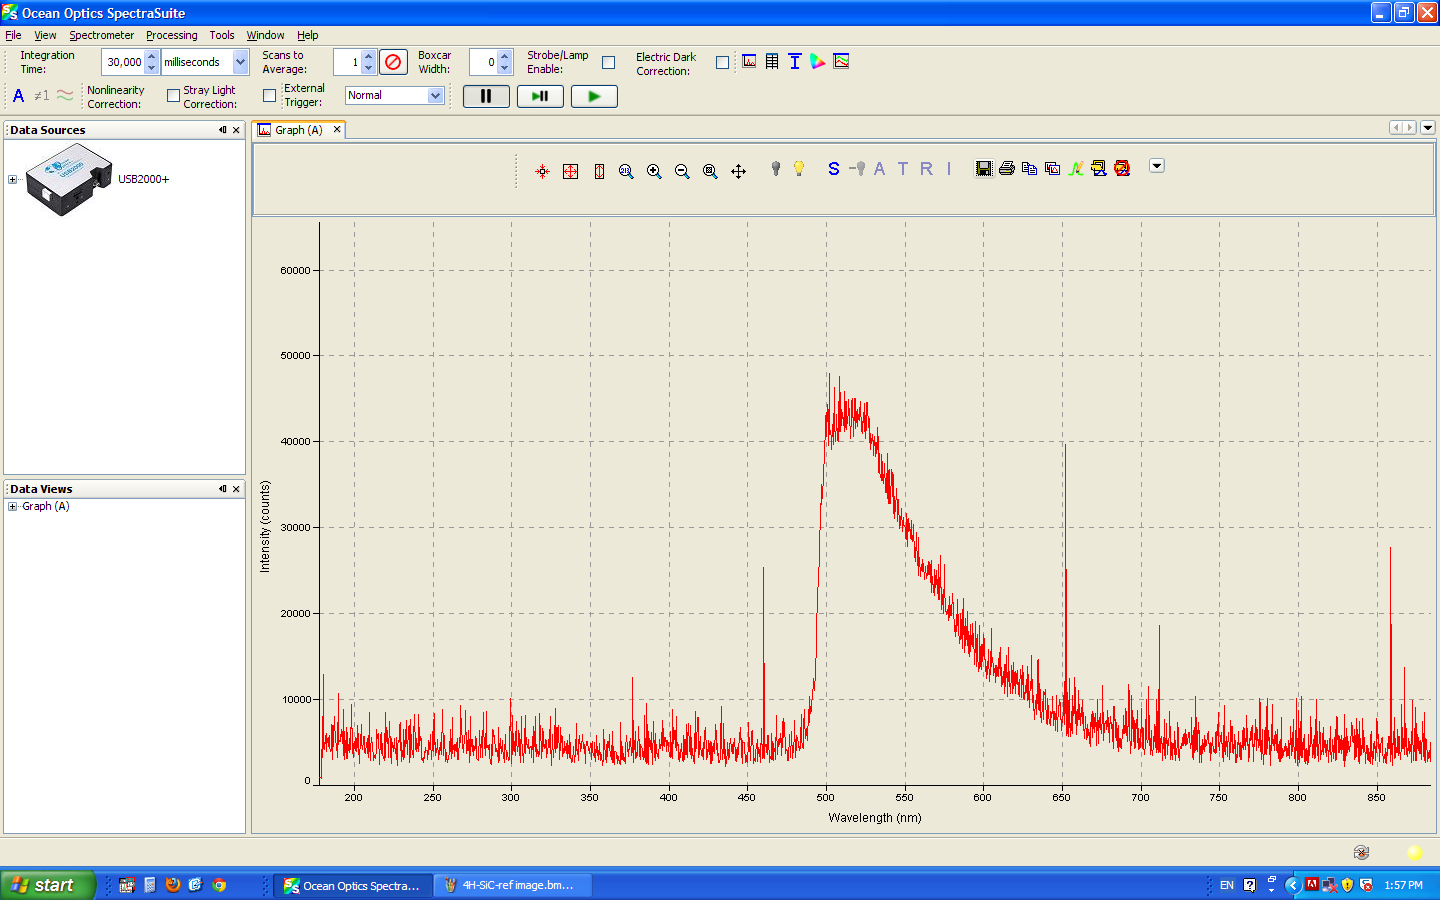 Ocean Optics SpectraSuite
File View Spectrometer Processing Tools Window Help
Integration Time: 30,000 milliseconds Scans to Average: 1 Boxcar Width: 0 Strobe/Lamp Enable: Electric Dark Correction:
A ≠1 Nonlinearity Correction: Stray Light Correction: External Trigger: Normal
Data Sources
USB2000+
Data Views
Graph (A)
Graph (A)
S A T R I
60000
50000
40000
30000
20000
10000
0
Intensity (counts)
200 250 300 350 400 450 500 550 600 650 700 750 800 850
Wavelength (nm)
start
Ocean Optics Spectra...
4H-SiC-ref image.bm...
EN
1:57 PM